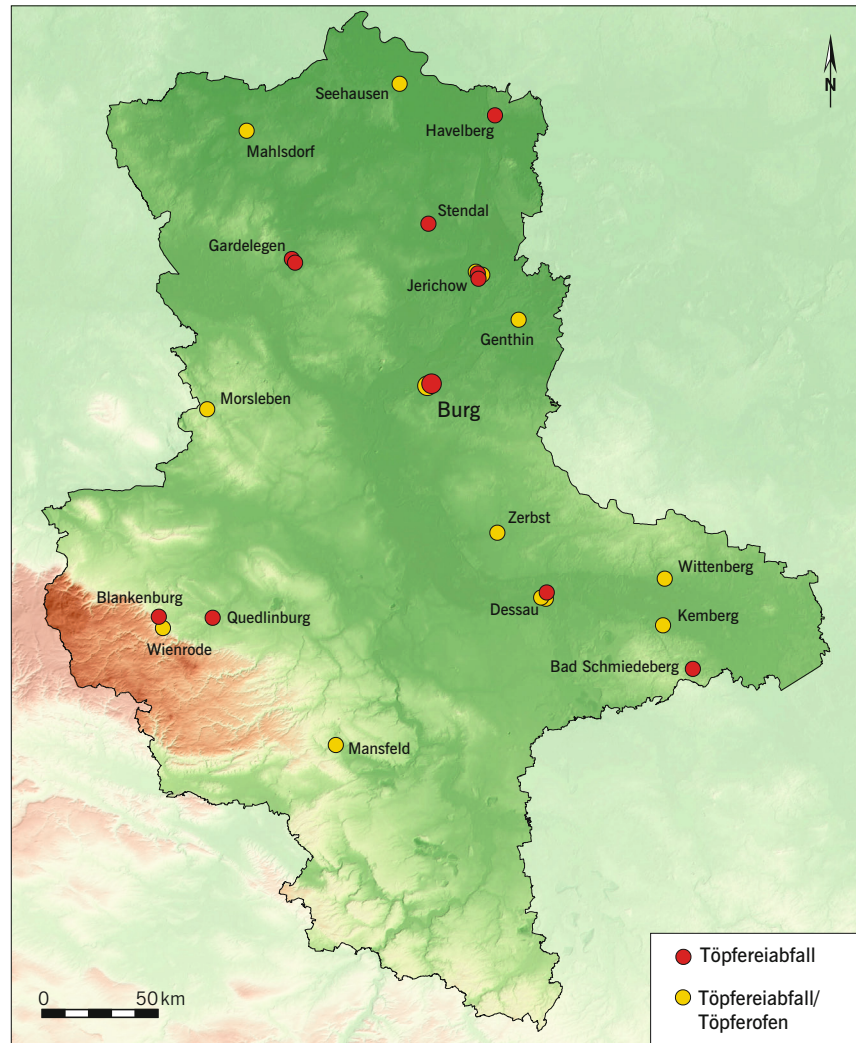 Seehausen
N
Havelberg
Mahlsdorf
Stendal
Gardelegen
Jerichow
Genthin
Morsleben
Burg
Zerbst
Wittenberg
Blankenburg
Quedlinburg
Dessau
Kemberg
Wienrode
Bad Schmiedeberg
Mansfeld
Töpfereiabfall
Töpfereiabfall/
Töpferofen
0 50 km